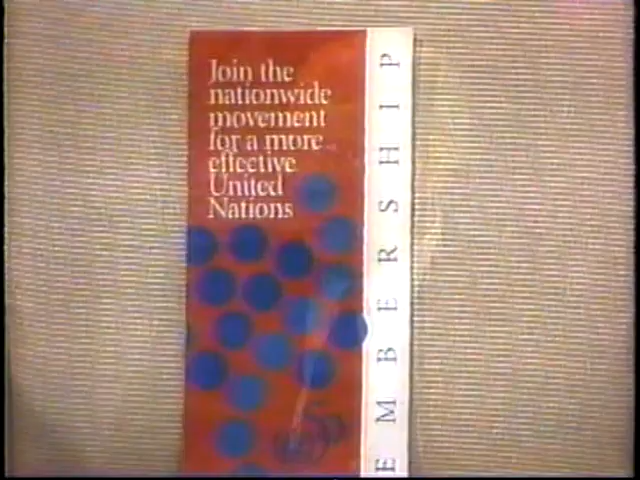 Join the
nationwide
movement
for a more
effective
United
Nations
EMBERSHIP